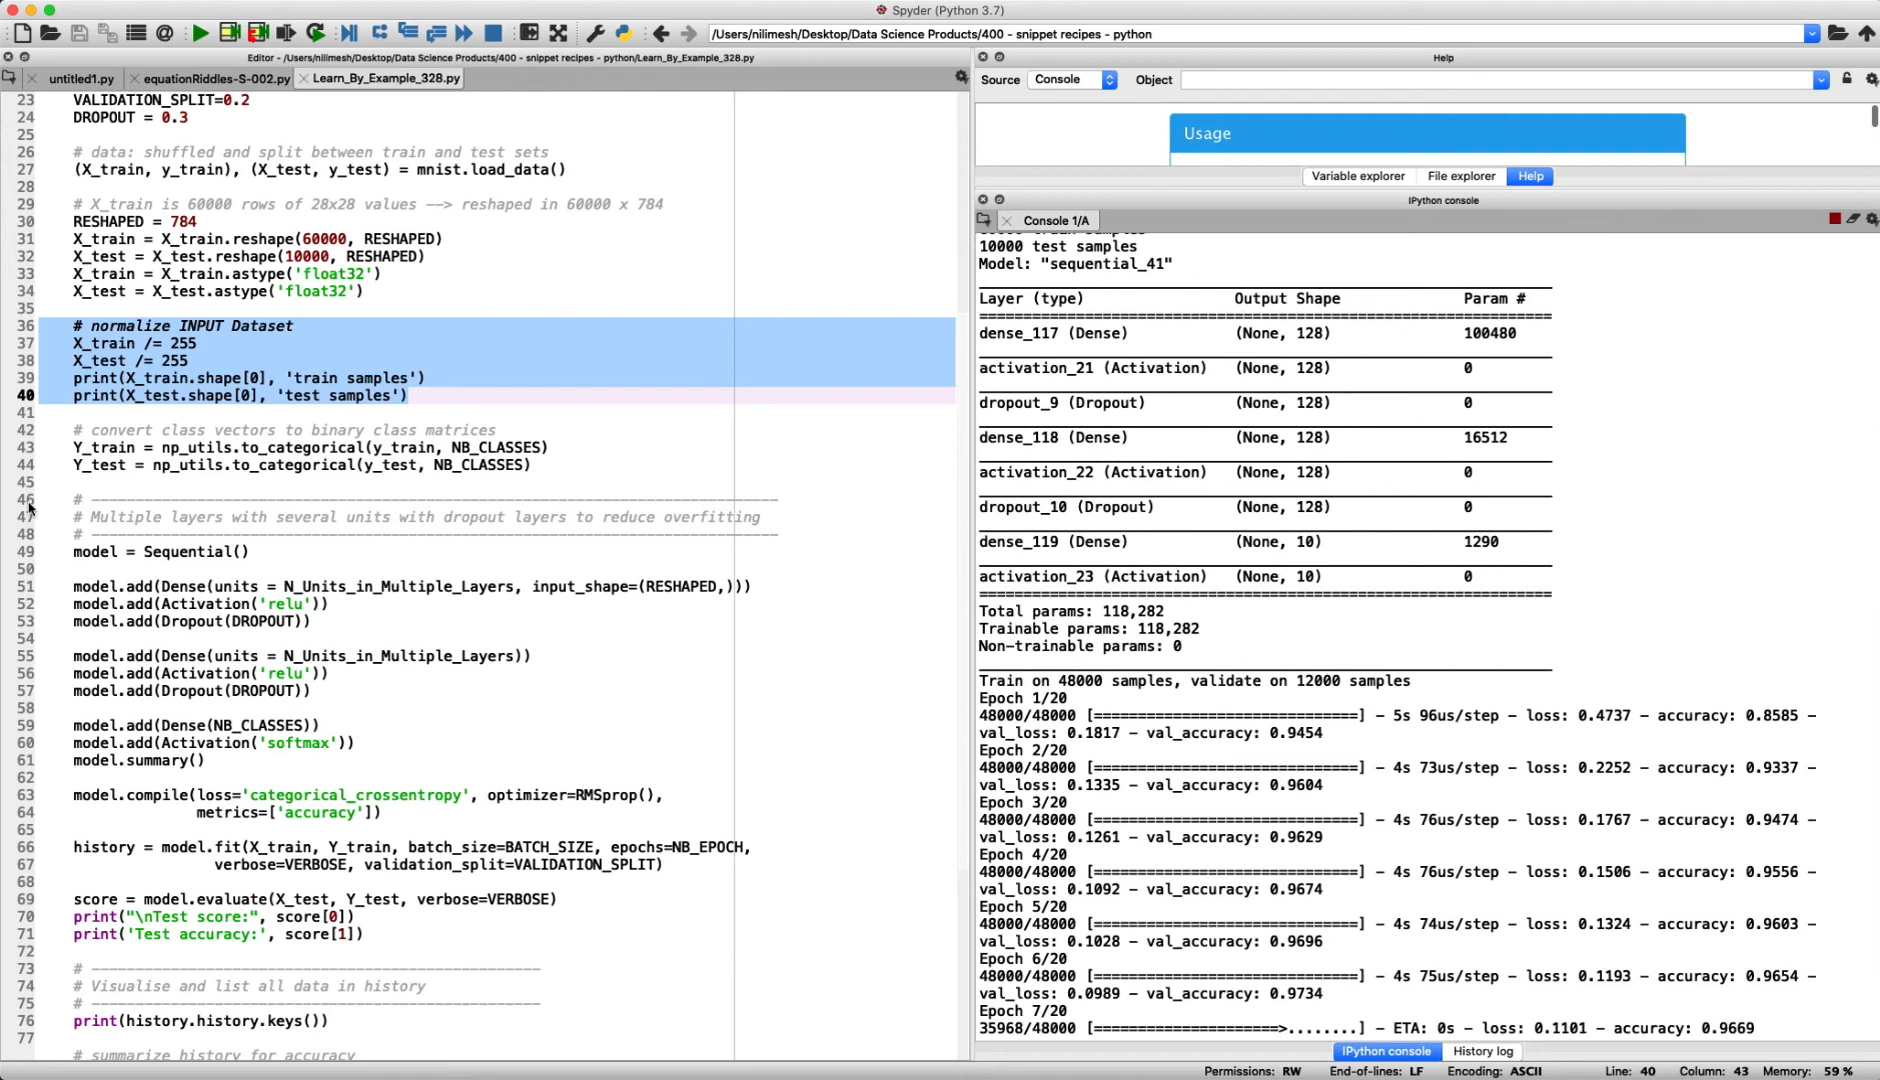 Spyder (Python 3.7)
/Users/nilimesh/Desktop/Data Science Products/400 - snippet recipes - python
Editor - /Users/nilimesh/Desktop/Data Science Products/400 - snippet recipes - python/Learn_By_Example_328.py
untitled1.py
equationRiddles-S-002.py
Learn_By_Example_328.py
23 VALIDATION_SPLIT=0.2
24 DROPOUT = 0.3
25
26 # data: shuffled and split between train and test sets
27 (X_train, y_train), (X_test, y_test) = mnist.load_data()
28
29 # X_train is 60000 rows of 28x28 values --> reshaped in 60000 x 784
30 RESHAPED = 784
31 X_train = X_train.reshape(60000, RESHAPED)
32 X_test = X_test.reshape(10000, RESHAPED)
33 X_train = X_train.astype('float32')
34 X_test = X_test.astype('float32')
35
36 # normalize INPUT Dataset
37 X_train /= 255
38 X_test /= 255
39 print(X_train.shape[0], 'train samples')
40 print(X_test.shape[0], 'test samples')
41
42 # convert class vectors to binary class matrices
43 Y_train = np_utils.to_categorical(y_train, NB_CLASSES)
44 Y_test = np_utils.to_categorical(y_test, NB_CLASSES)
45
46 # ------------------------------------------------------------------------------
47 # Multiple layers with several units with dropout layers to reduce overfitting
48 # ------------------------------------------------------------------------------
49 model = Sequential()
50
51 model.add(Dense(units = N_Units_in_Multiple_Layers, input_shape=(RESHAPED,)))
52 model.add(Activation('relu'))
53 model.add(Dropout(DROPOUT))
54
55 model.add(Dense(units = N_Units_in_Multiple_Layers))
56 model.add(Activation('relu'))
57 model.add(Dropout(DROPOUT))
58
59 model.add(Dense(NB_CLASSES))
60 model.add(Activation('softmax'))
61 model.summary()
62
63 model.compile(loss='categorical_crossentropy', optimizer=RMSprop(),
64 metrics=['accuracy'])
65
66 history = model.fit(X_train, Y_train, batch_size=BATCH_SIZE, epochs=NB_EPOCH,
67 verbose=VERBOSE, validation_split=VALIDATION_SPLIT)
68
69 score = model.evaluate(X_test, Y_test, verbose=VERBOSE)
70 print("\nTest score:", score[0])
71 print('Test accuracy:', score[1])
72
73 # ---------------------------------------------------
74 # Visualise and list all data in history
75 # ---------------------------------------------------
76 print(history.history.keys())
77
# summarize history for accuracy
Help
Source Console Object
Usage
Variable explorer File explorer Help
IPython console
Console 1/A
60000 train samples
10000 test samples
Model: "sequential_41"
Layer (type) Output Shape Param #
dense_117 (Dense) (None, 128) 100480
activation_21 (Activation) (None, 128) 0
dropout_9 (Dropout) (None, 128) 0
dense_118 (Dense) (None, 128) 16512
activation_22 (Activation) (None, 128) 0
dropout_10 (Dropout) (None, 128) 0
dense_119 (Dense) (None, 10) 1290
activation_23 (Activation) (None, 10) 0
Total params: 118,282
Trainable params: 118,282
Non-trainable params: 0
Train on 48000 samples, validate on 12000 samples
Epoch 1/20
48000/48000 [==============================] - 5s 96us/step - loss: 0.4737 - accuracy: 0.8585 -
val_loss: 0.1817 - val_accuracy: 0.9454
Epoch 2/20
48000/48000 [==============================] - 4s 73us/step - loss: 0.2252 - accuracy: 0.9337 -
val_loss: 0.1335 - val_accuracy: 0.9604
Epoch 3/20
48000/48000 [==============================] - 4s 76us/step - loss: 0.1767 - accuracy: 0.9474 -
val_loss: 0.1261 - val_accuracy: 0.9629
Epoch 4/20
48000/48000 [==============================] - 4s 76us/step - loss: 0.1506 - accuracy: 0.9556 -
val_loss: 0.1092 - val_accuracy: 0.9674
Epoch 5/20
48000/48000 [==============================] - 4s 74us/step - loss: 0.1324 - accuracy: 0.9603 -
val_loss: 0.1028 - val_accuracy: 0.9696
Epoch 6/20
48000/48000 [==============================] - 4s 75us/step - loss: 0.1193 - accuracy: 0.9654 -
val_loss: 0.0989 - val_accuracy: 0.9734
Epoch 7/20
35968/48000 [=====================>........] - ETA: 0s - loss: 0.1101 - accuracy: 0.9669
IPython console History log
Permissions: RW End-of-lines: LF Encoding: ASCII Line: 40 Column: 43 Memory: 59 %